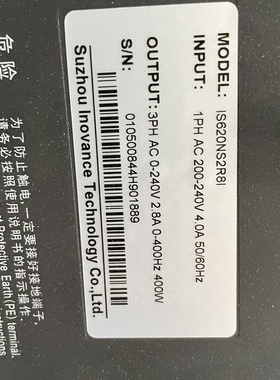 MODEL: IS620NS2R8I
INPUT: 1PH AC 200-240V 4.0A 50/60Hz
OUTPUT: 3PH AC 0-240V 2.8A 0-400Hz 400W
S/N: 010500844H901889
Suzhou Inovance Technology Co.,Ltd.
危险
为了防止触电,一定要接好接地端子,
请务必按照使用说明书的指示操作。
Protective Earth(PE) terminal.
Instructions